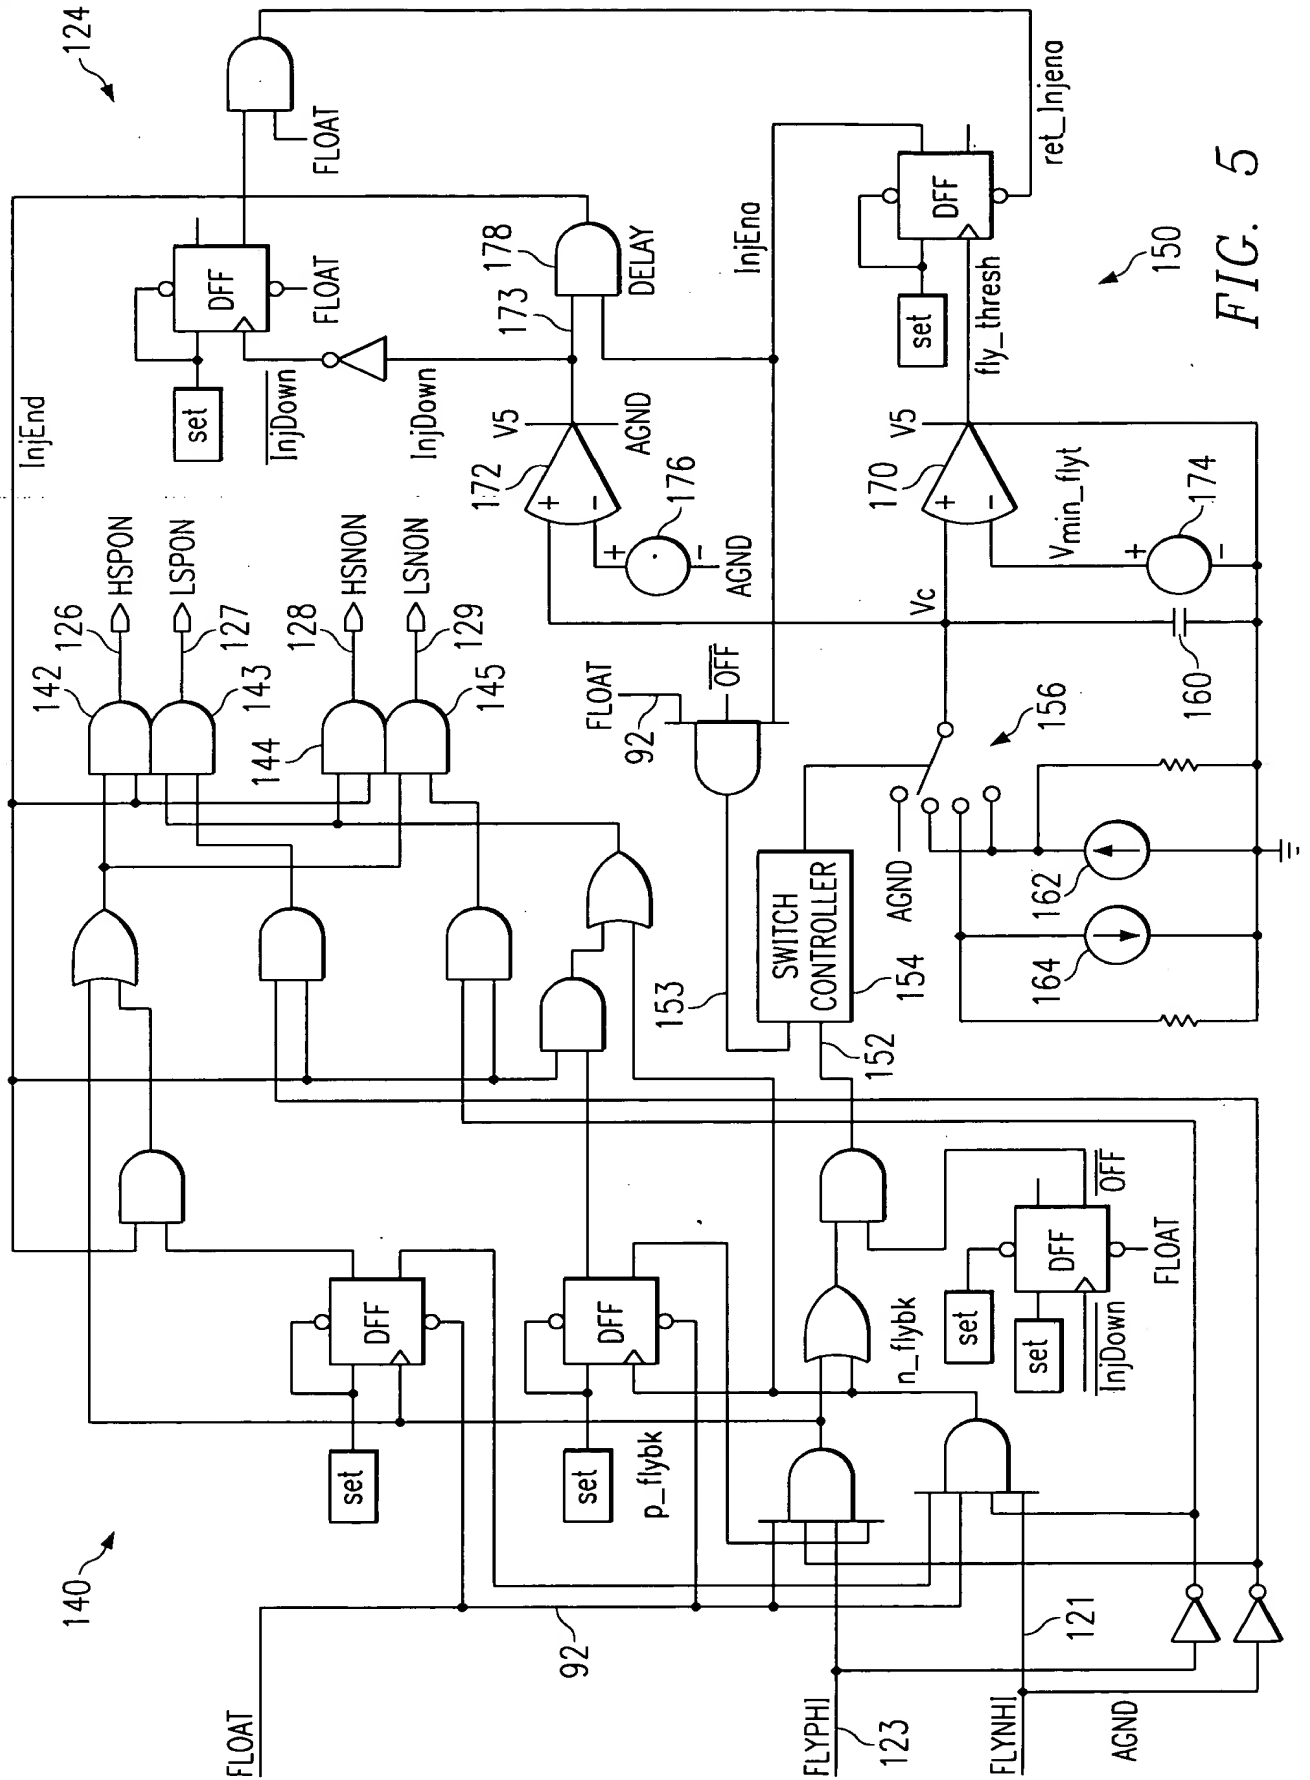 124
FLOAT
InjEnd
set
DFF
FLOAT
InjDown
InjDown
178
173
DELAY
InjEna
DFF
set
fly_thresh
ret_Injena
150
FIG. 5
126
HSPON
127
LSPON
142
143
128
HSNON
129
LSNON
144
145
172
V5
AGND
+
-
176
+
-
AGND
170
V5
+
-
Vmin_flyt
174
+
-
Vc
160
FLOAT
92
OFF
156
AGND
162
164
153
SWITCH
CONTROLLER
154
152
140
set
DFF
set
DFF
p_flybk
n_flybk
set
set
DFF
OFF
InjDown
FLOAT
FLOAT
92
FLYPHI
123
FLYNHI
121
AGND